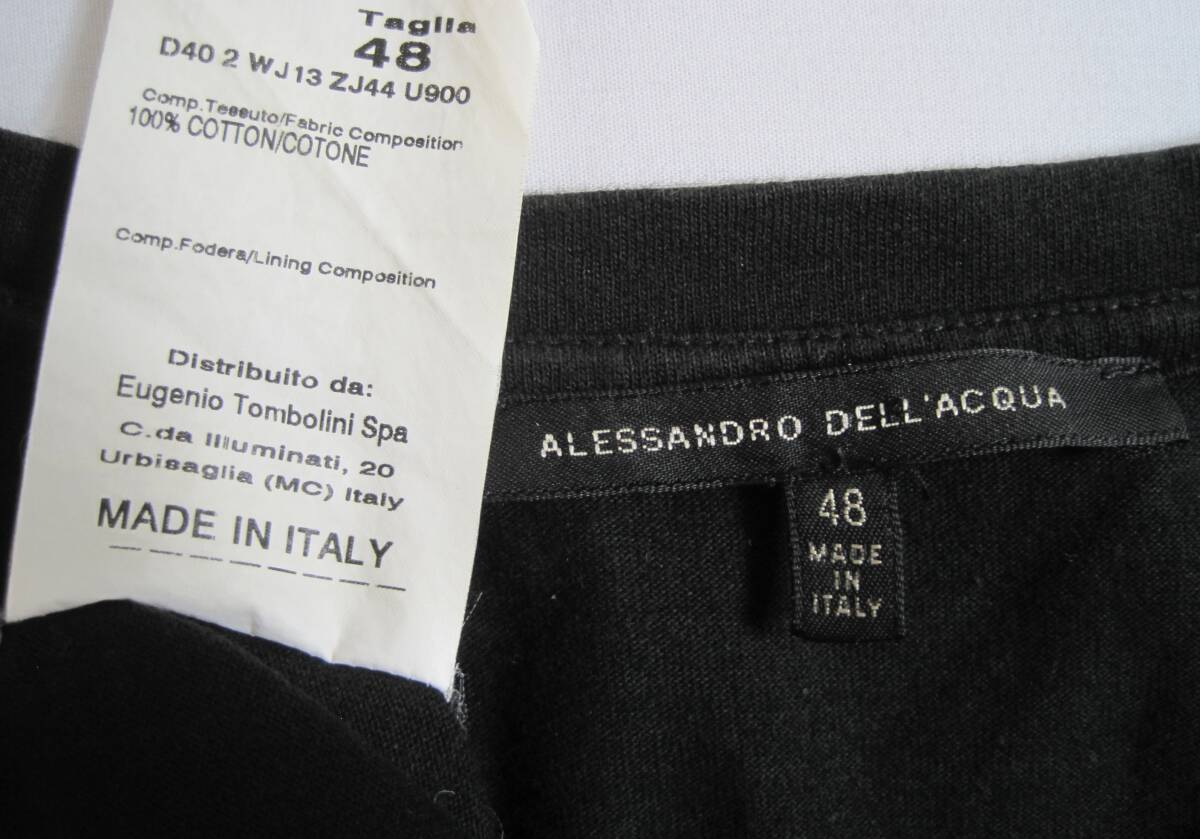 Taglia
48
D40 2 WJ13 ZJ44 U900
Comp.Tessuto/Fabric Composition
100% COTTON/COTONE
Comp.Fodera/Lining Composition
Distribuito da:
Eugenio Tombolini Spa
C.da Illuminati, 20
Urbisaglia (MC) Italy
MADE IN ITALY
ALESSANDRO DELL'ACQUA
48
MADE
IN
ITALY